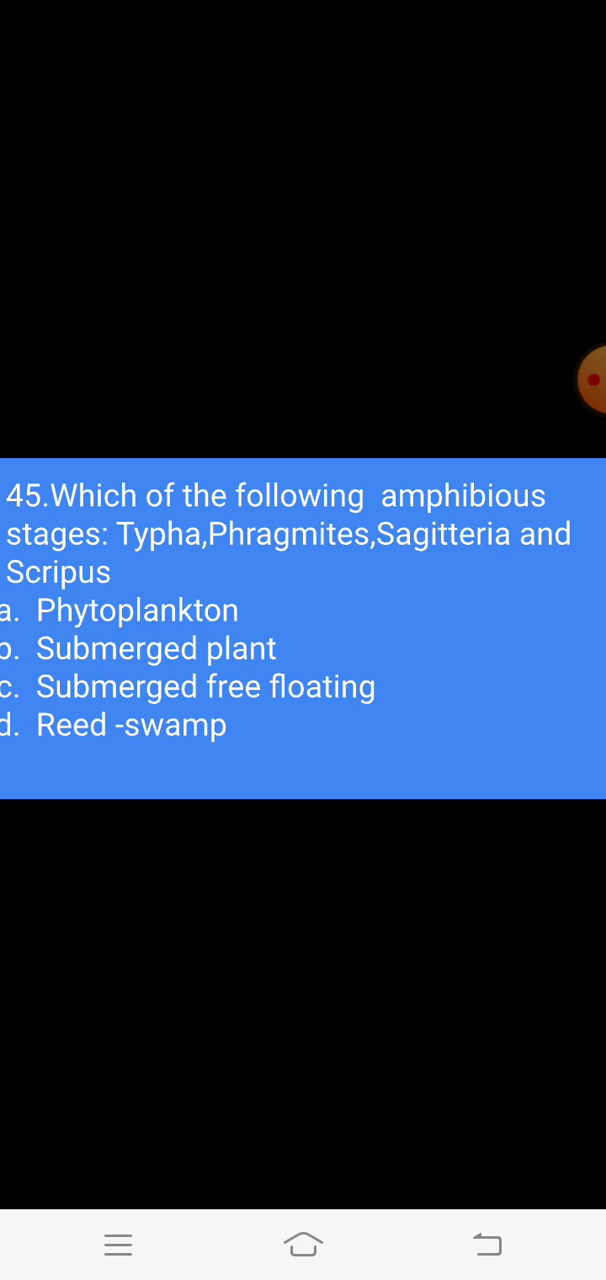 45.Which of the following  amphibious
stages: Typha,Phragmites,Sagitteria and
Scripus
a.  Phytoplankton
b.  Submerged plant
c.  Submerged free floating
d.  Reed -swamp